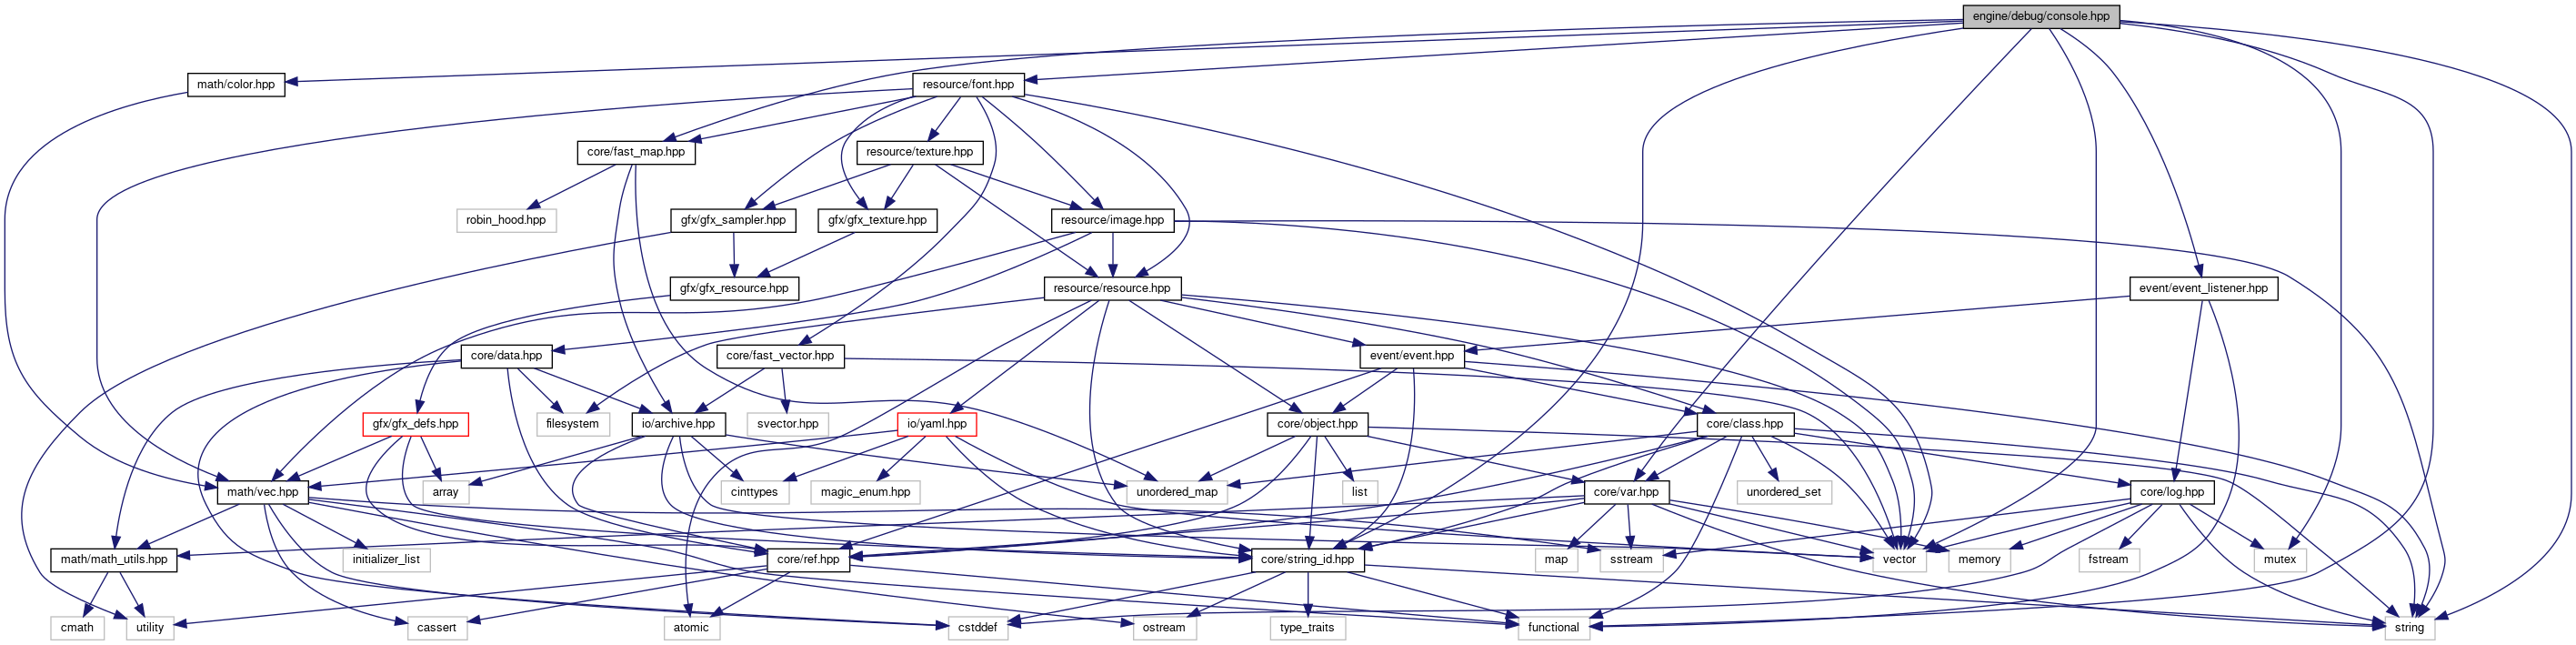 engine/debug/console.hpp
math/color.hpp
resource/font.hpp
core/fast_map.hpp
resource/texture.hpp
robin_hood.hpp
gfx/gfx_sampler.hpp
gfx/gfx_texture.hpp
resource/image.hpp
gfx/gfx_resource.hpp
resource/resource.hpp
event/event_listener.hpp
core/data.hpp
core/fast_vector.hpp
event/event.hpp
gfx/gfx_defs.hpp
filesystem
io/archive.hpp
svector.hpp
io/yaml.hpp
core/object.hpp
core/class.hpp
math/vec.hpp
array
cinttypes
magic_enum.hpp
unordered_map
list
core/var.hpp
unordered_set
core/log.hpp
math/math_utils.hpp
initializer_list
core/ref.hpp
core/string_id.hpp
map
sstream
vector
memory
fstream
mutex
cmath
utility
cassert
atomic
cstddef
ostream
type_traits
functional
string